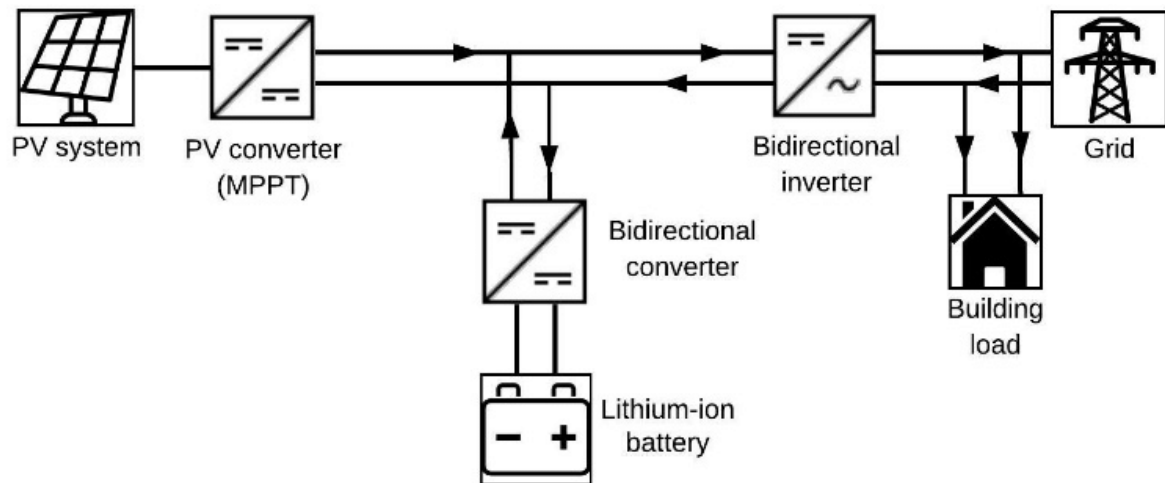 PV system
PV converter
(MPPT)
Bidirectional
inverter
Grid
Bidirectional
converter
Building
load
Lithium-ion
battery